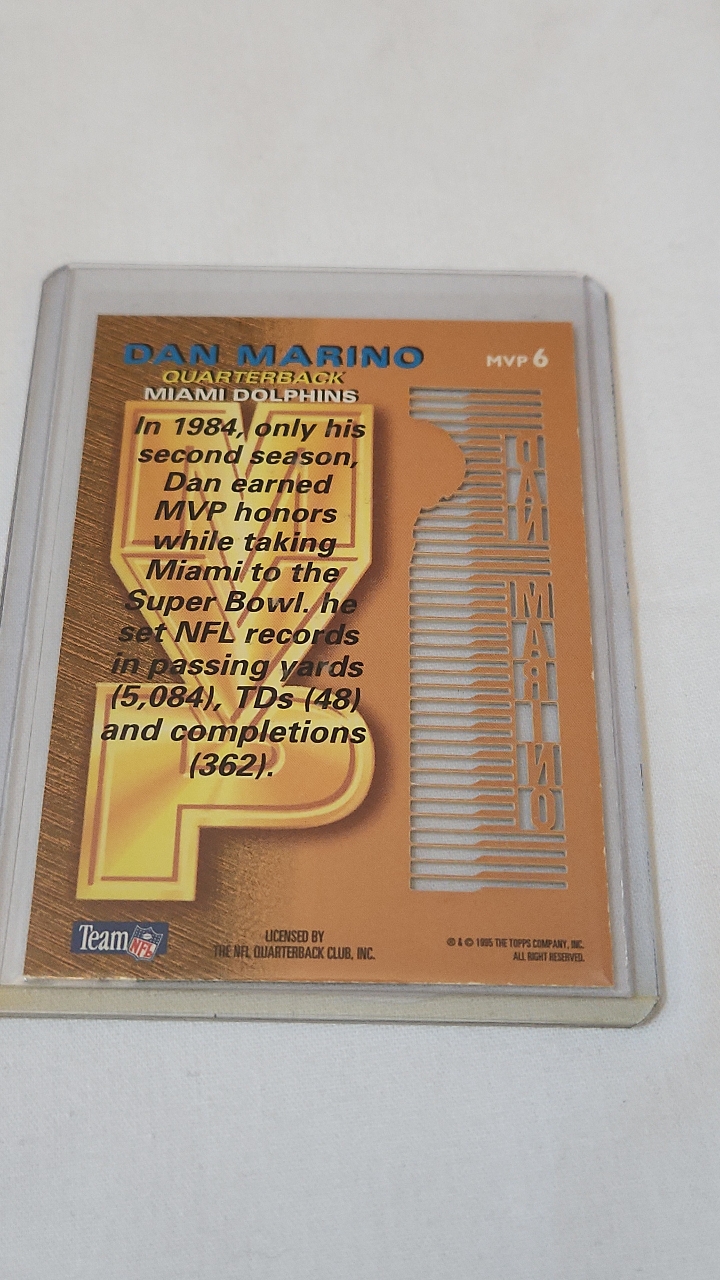 DAN MARINO
QUARTERBACK
MIAMI DOLPHINS
MVP 6
In 1984, only his
second season,
Dan earned
MVP honors
while taking
Miami to the
Super Bowl. he
set NFL records
in passing yards
(5,084), TDs (48)
and completions
(362).
MVP
DAN MARINO
Team NFL
LICENSED BY
THE NFL QUARTERBACK CLUB, INC.
® & © 1995 THE TOPPS COMPANY, INC.
ALL RIGHT RESERVED.